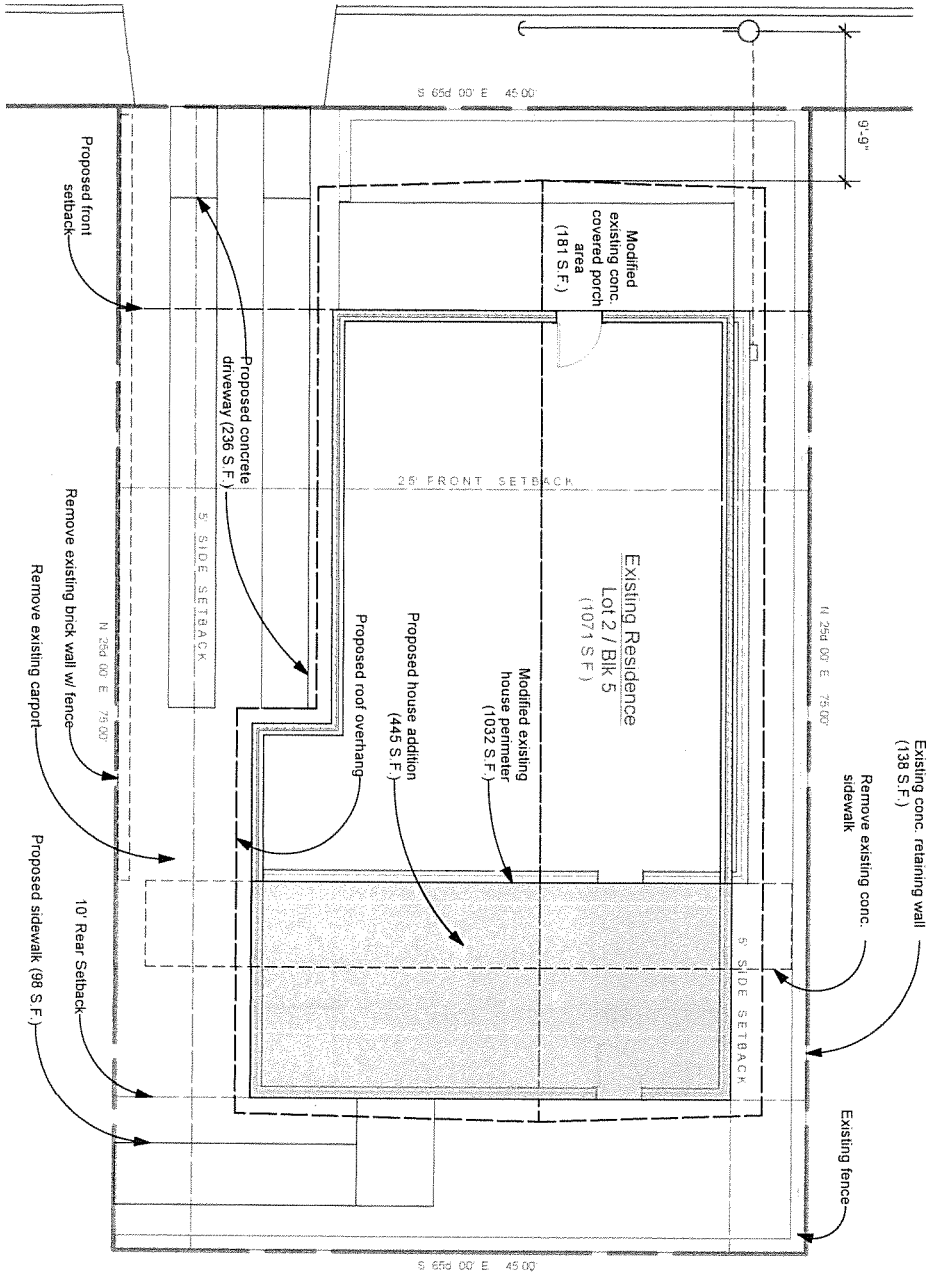 S 65d 00' E 45.00'
9'-9"
Proposed front
setback
Modified
existing conc.
covered porch
area
(181 S.F.)
Proposed concrete
driveway (236 S.F.)
25' FRONT SETBACK
5' SIDE SETBACK
Remove existing brick wall w/ fence
Remove existing carport
N 25d 00' E 75.00'
Existing Residence
Lot 2 / Blk 5
(1071 S.F.)
Proposed roof overhang
Proposed house addition
(445 S.F.)
Modified existing
house perimeter
(1032 S.F.)
N 25d 00' E 75.00'
Existing conc. retaining wall
(138 S.F.)
Remove existing conc.
sidewalk
5' SIDE SETBACK
10' Rear Setback
Proposed sidewalk (98 S.F.)
Existing fence
S 65d 00' E 45.00'